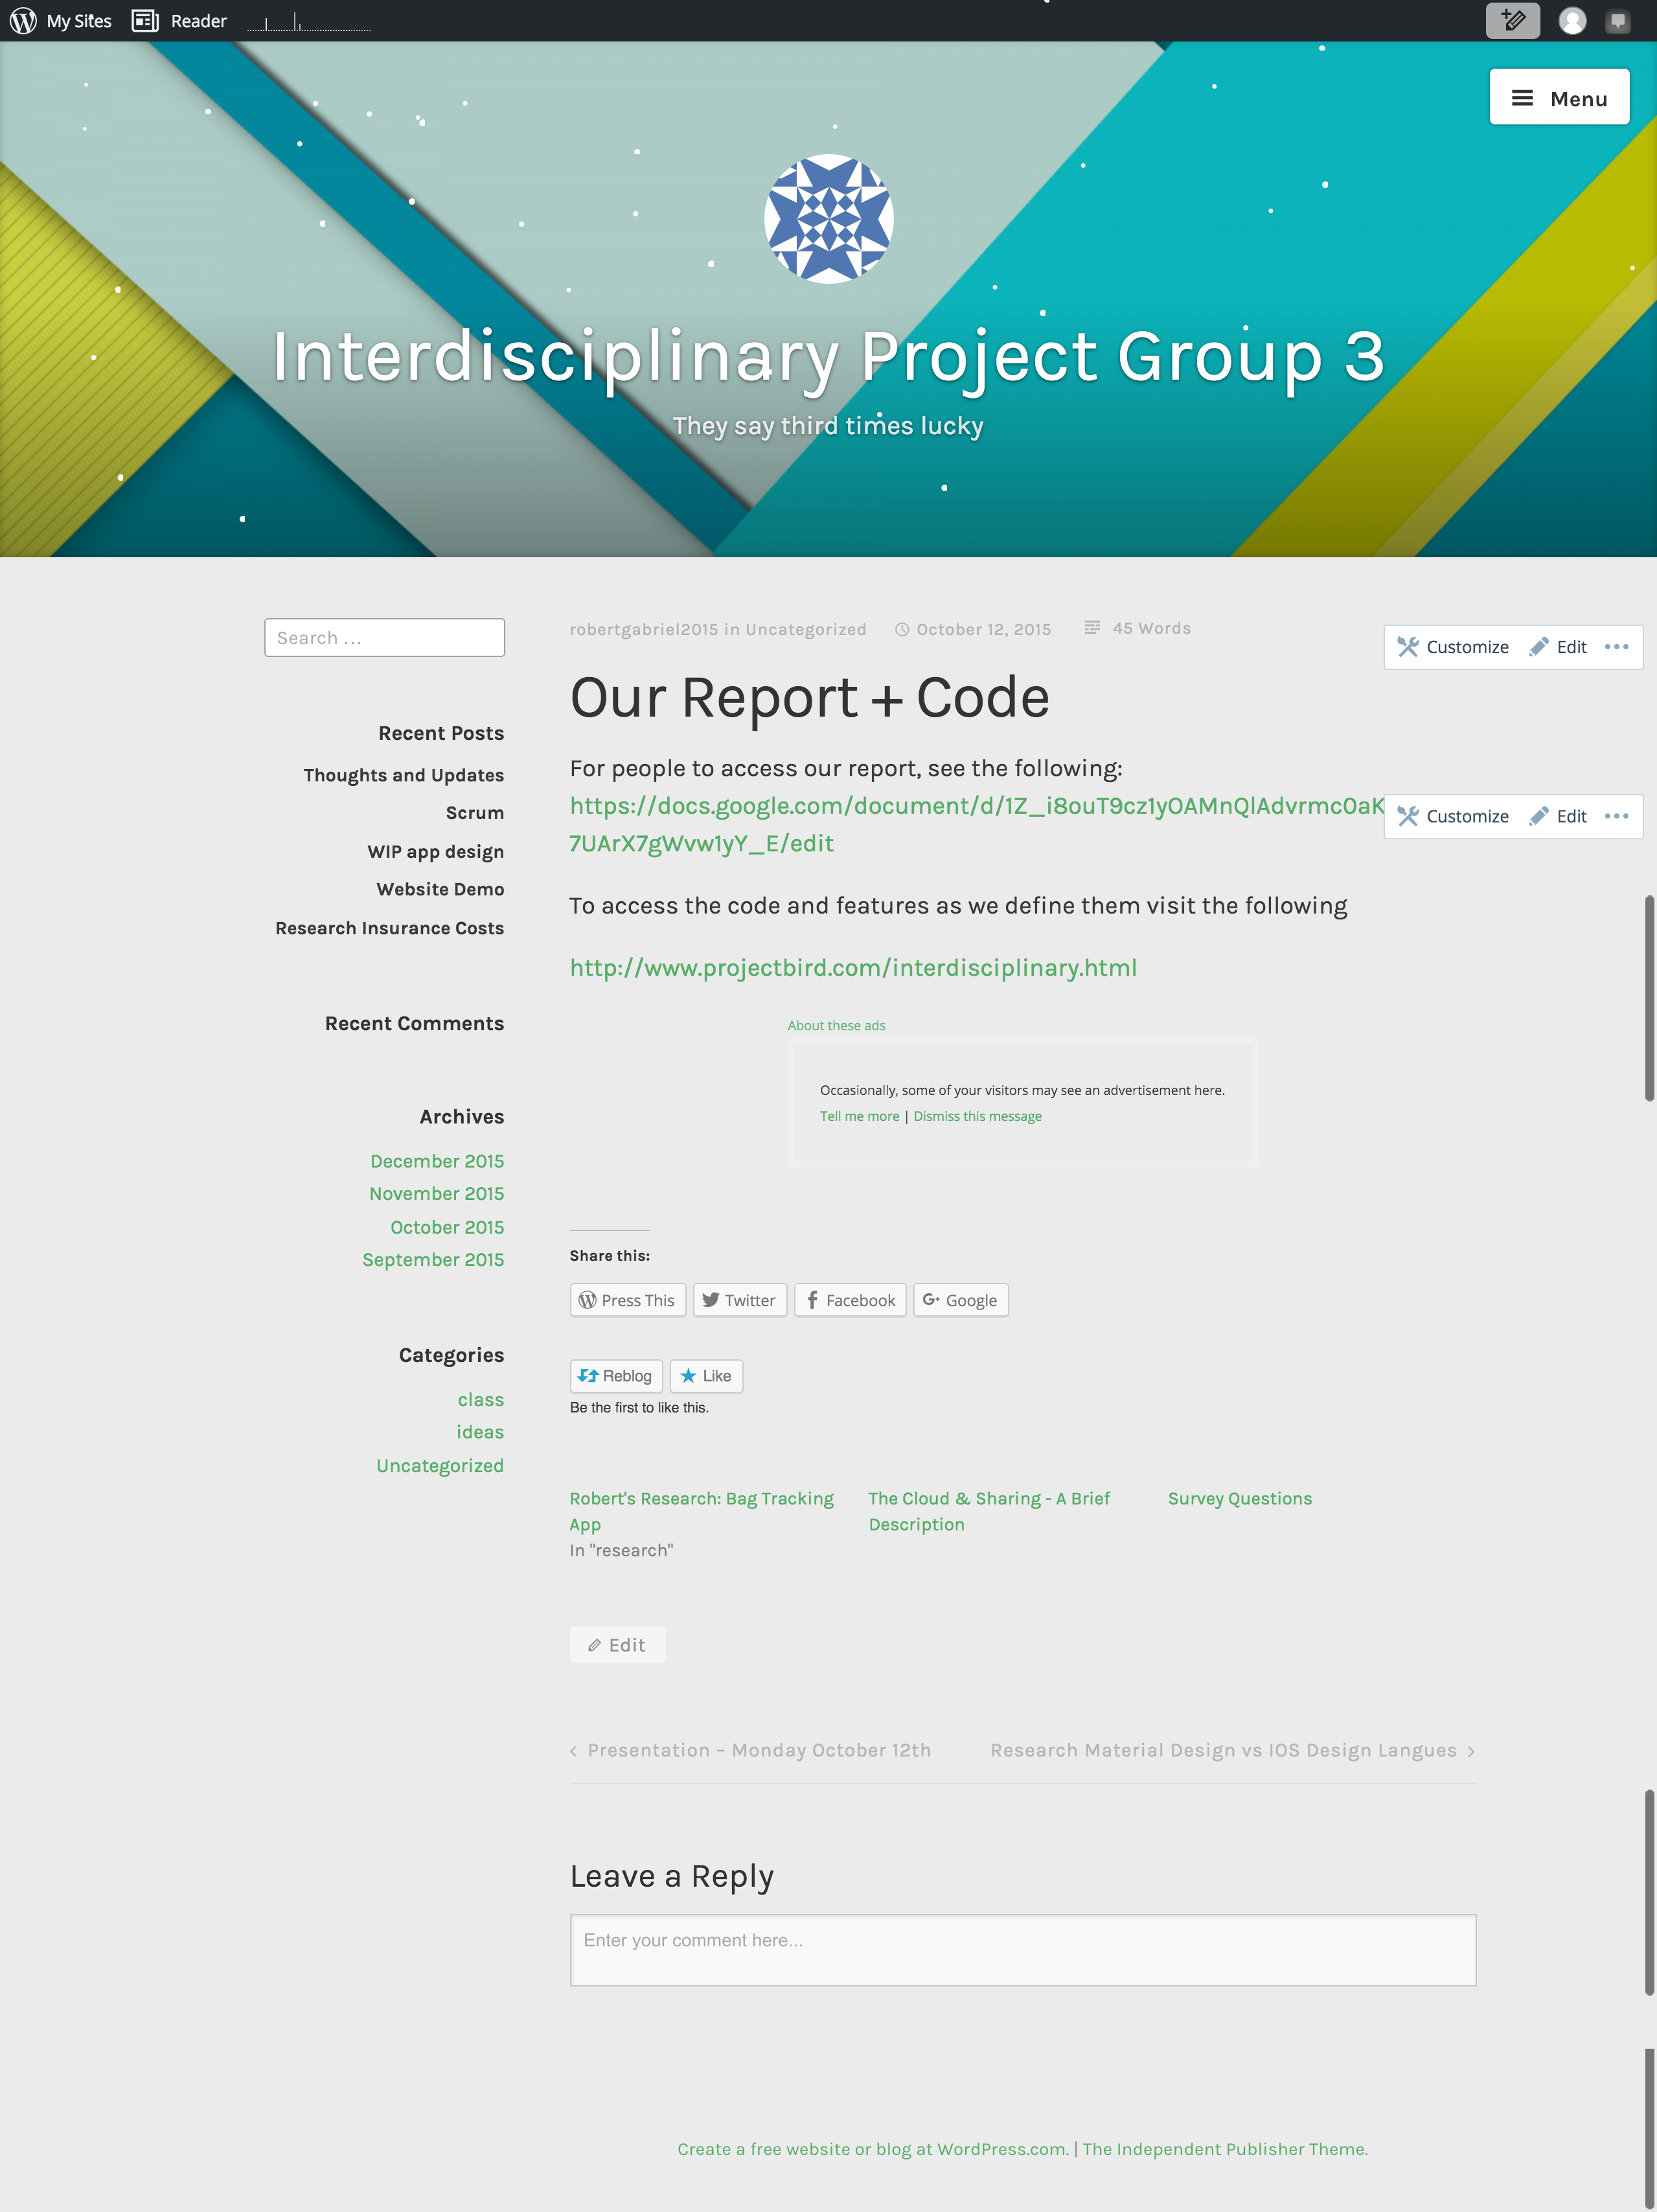 My Sites
Reader
Menu
Interdisciplinary Project Group 3
They say third times lucky
Search …
Recent Posts
Thoughts and Updates
Scrum
WIP app design
Website Demo
Research Insurance Costs
Recent Comments
Archives
December 2015
November 2015
October 2015
September 2015
Categories
class
ideas
Uncategorized
robertgabriel2015 in Uncategorized October 12, 2015 45 Words
Customize Edit
Our Report + Code
For people to access our report, see the following:
https://docs.google.com/document/d/1Z_i8ouT9cz1yOAMnQlAdvrmc0aK
Customize Edit
7UArX7gWvw1yY_E/edit
To access the code and features as we define them visit the following
http://www.projectbird.com/interdisciplinary.html
About these ads
Occasionally, some of your visitors may see an advertisement here.
Tell me more | Dismiss this message
Share this:
Press This Twitter Facebook Google
Reblog Like
Be the first to like this.
Robert's Research: Bag Tracking
App
In "research"
The Cloud & Sharing - A Brief
Description
Survey Questions
Edit
‹ Presentation – Monday October 12th
Research Material Design vs IOS Design Langues ›
Leave a Reply
Enter your comment here...
Create a free website or blog at WordPress.com. | The Independent Publisher Theme.